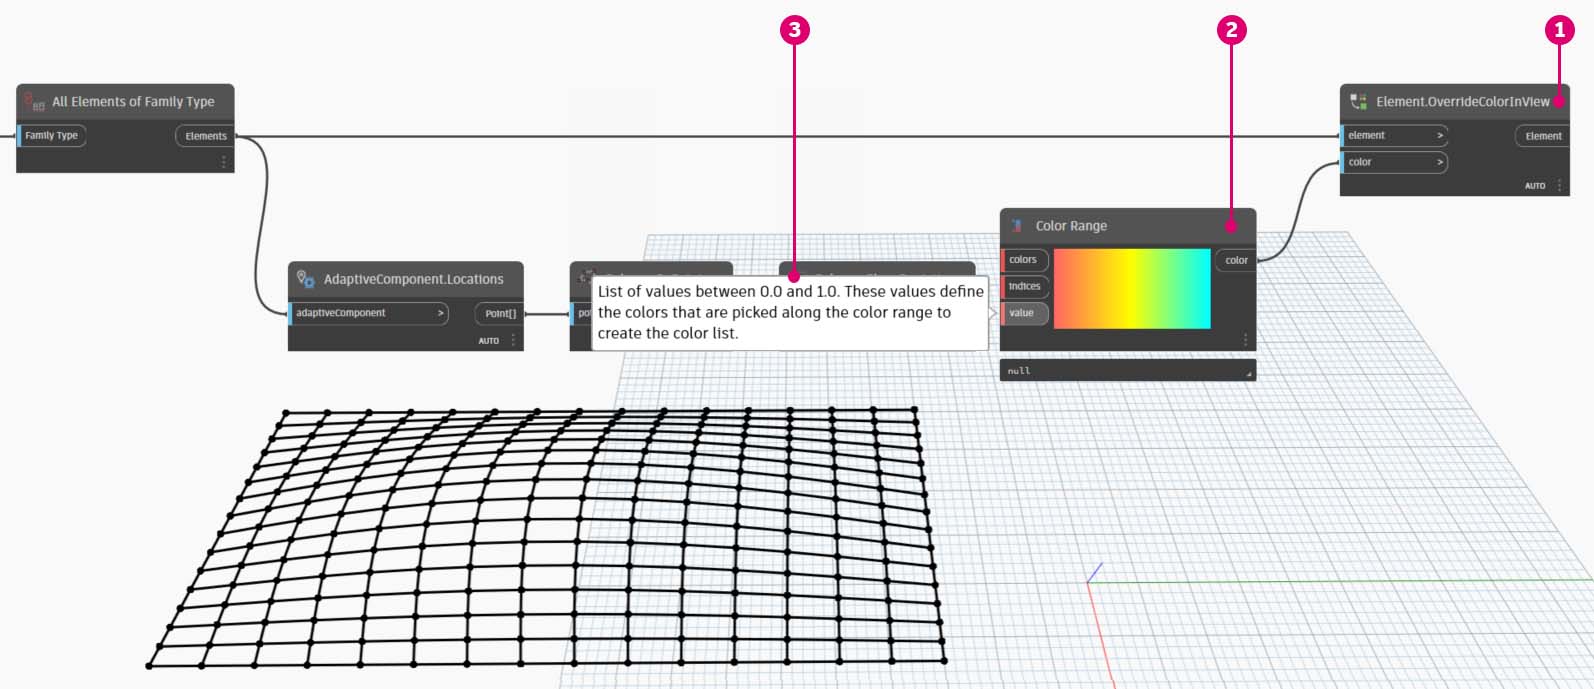 3
2
1
All Elements of Family Type
Element.OverrideColorInView
Family Type
Elements
element
>
Element
color
>
AUTO
Color Range
colors
color
indices
value
null
AdaptiveComponent.Locations
adaptiveComponent
>
Point[]
AUTO
List of values between 0.0 and 1.0. These values define
the colors that are picked along the color range to
create the color list.